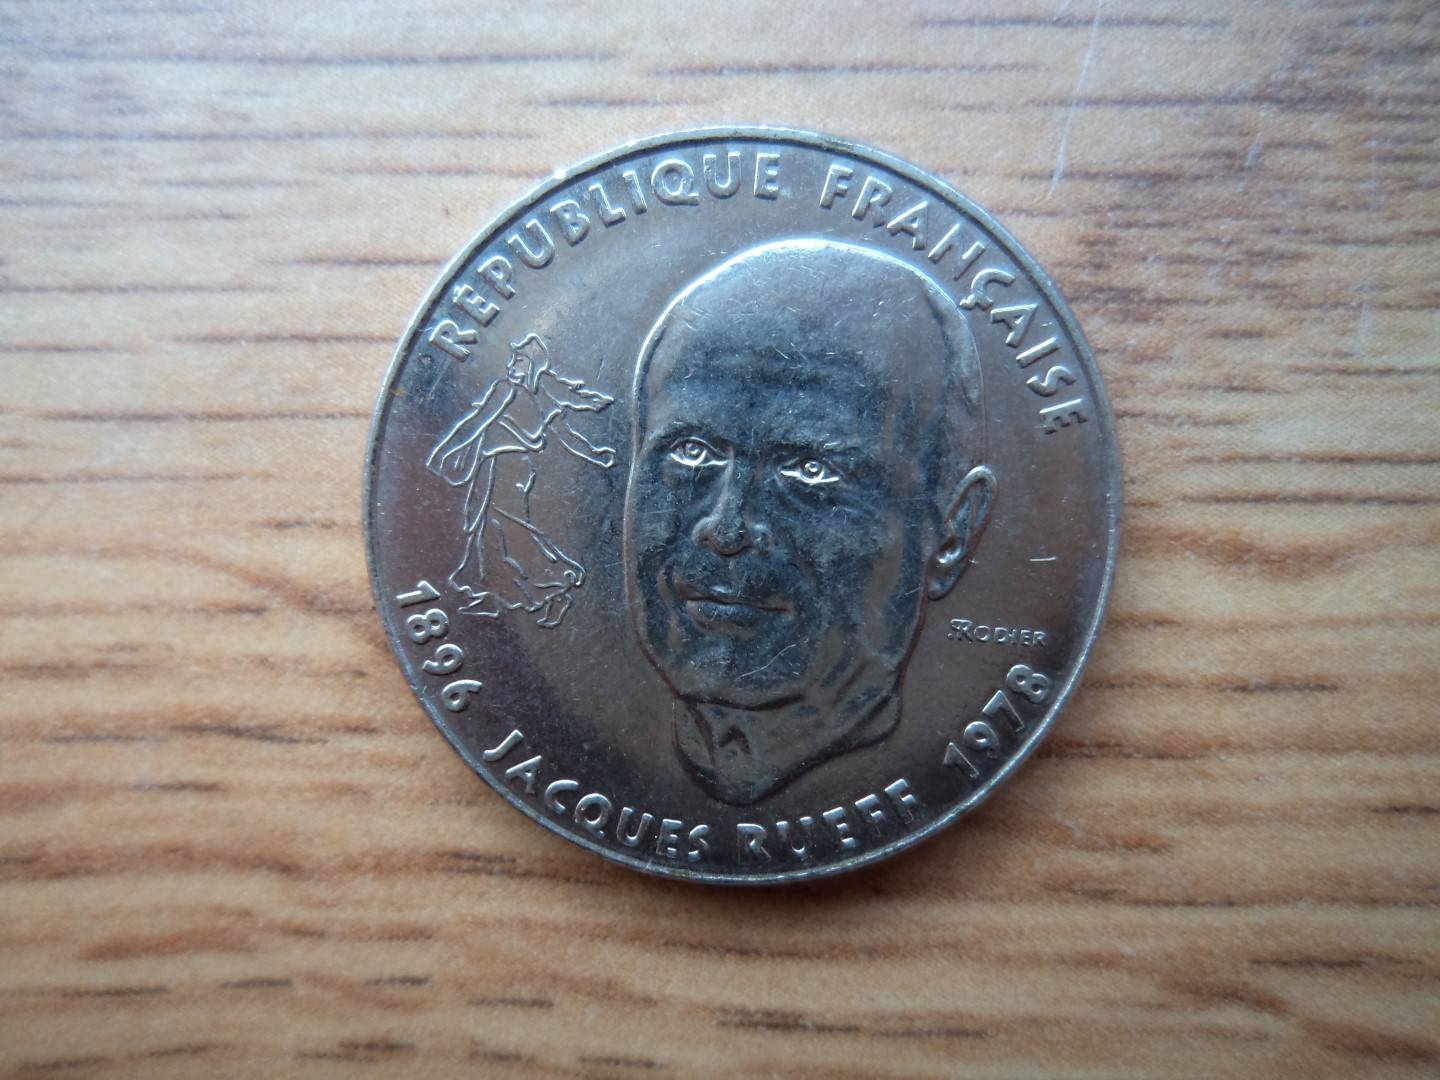 RÉPUBLIQUE FRANÇAISE
RODIER
1896 JACQUES RUEFF 1978